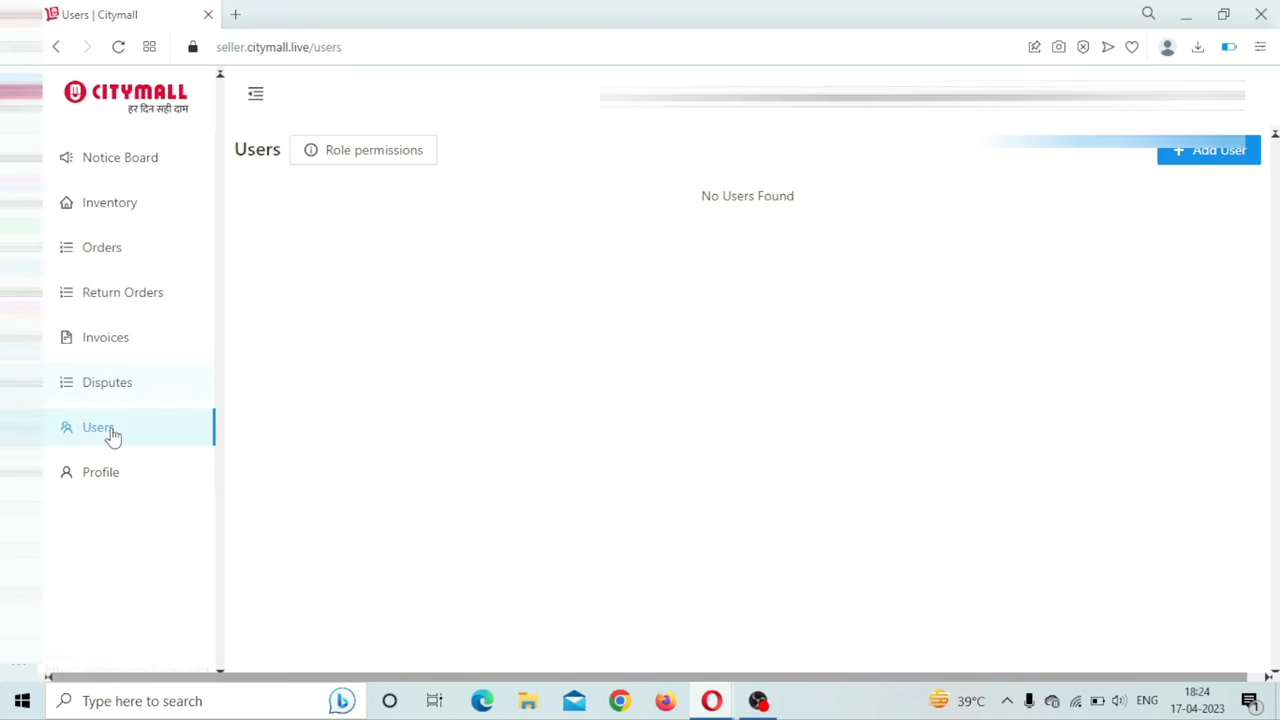 Users | Citymall
seller.citymall.live/users
CITYMALL
हर दिन सही दाम
Notice Board
Inventory
Orders
Return Orders
Invoices
Disputes
Users
Profile
Users
Role permissions
+ Add User
No Users Found
Type here to search
39°C
ENG
18:24
17-04-2023
1